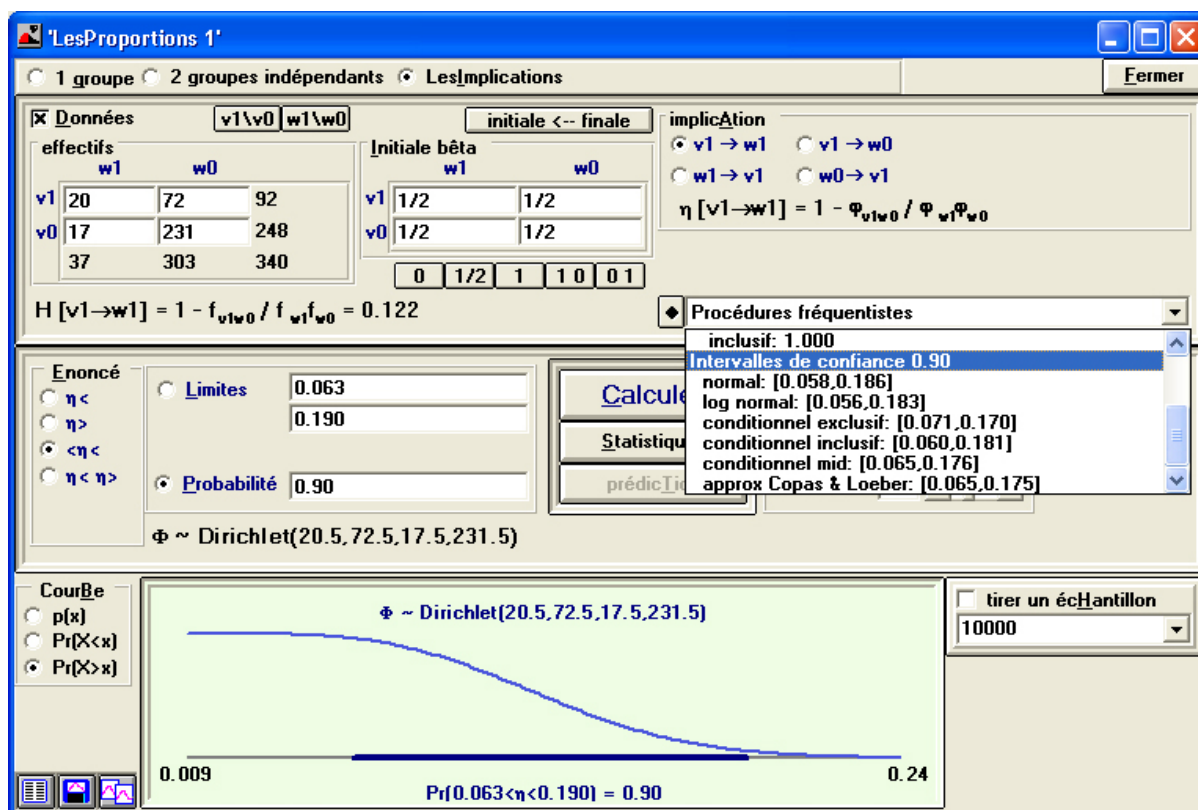 'LesProportions 1'
1 groupe 2 groupes indépendants LesImplications Fermer
Données v1\v0 w1\w0 initiale <-- finale
effectifs
w1 w0
v1 20 72 92
v0 17 231 248
37 303 340
Initiale bêta
w1 w0
v1 1/2 1/2
v0 1/2 1/2
0 1/2 1 1 0 0 1
implicAtion
v1 → w1 v1 → w0
w1 → v1 w0 → v1
η [v1→w1] = 1 - φv1w0 / φ w1φw0
H [v1→w1] = 1 - fv1w0 / f w1fw0 = 0.122
Procédures fréquentistes
inclusif: 1.000
Intervalles de confiance 0.90
normal: [0.058,0.186]
log normal: [0.056,0.183]
conditionnel exclusif: [0.071,0.170]
conditionnel inclusif: [0.060,0.181]
conditionnel mid: [0.065,0.176]
approx Copas & Loeber: [0.065,0.175]
Enoncé
η <
η >
<η <
η < η >
Limites 0.063
0.190
Probabilité 0.90
Calcule
Statistiqu
prédicTio
Φ ~ Dirichlet(20.5,72.5,17.5,231.5)
CourBe
p(x)
Pr(X<x)
Pr(X>x)
Φ ~ Dirichlet(20.5,72.5,17.5,231.5)
0.009 0.24
Pr(0.063<η<0.190) = 0.90
tirer un écHantillon
10000